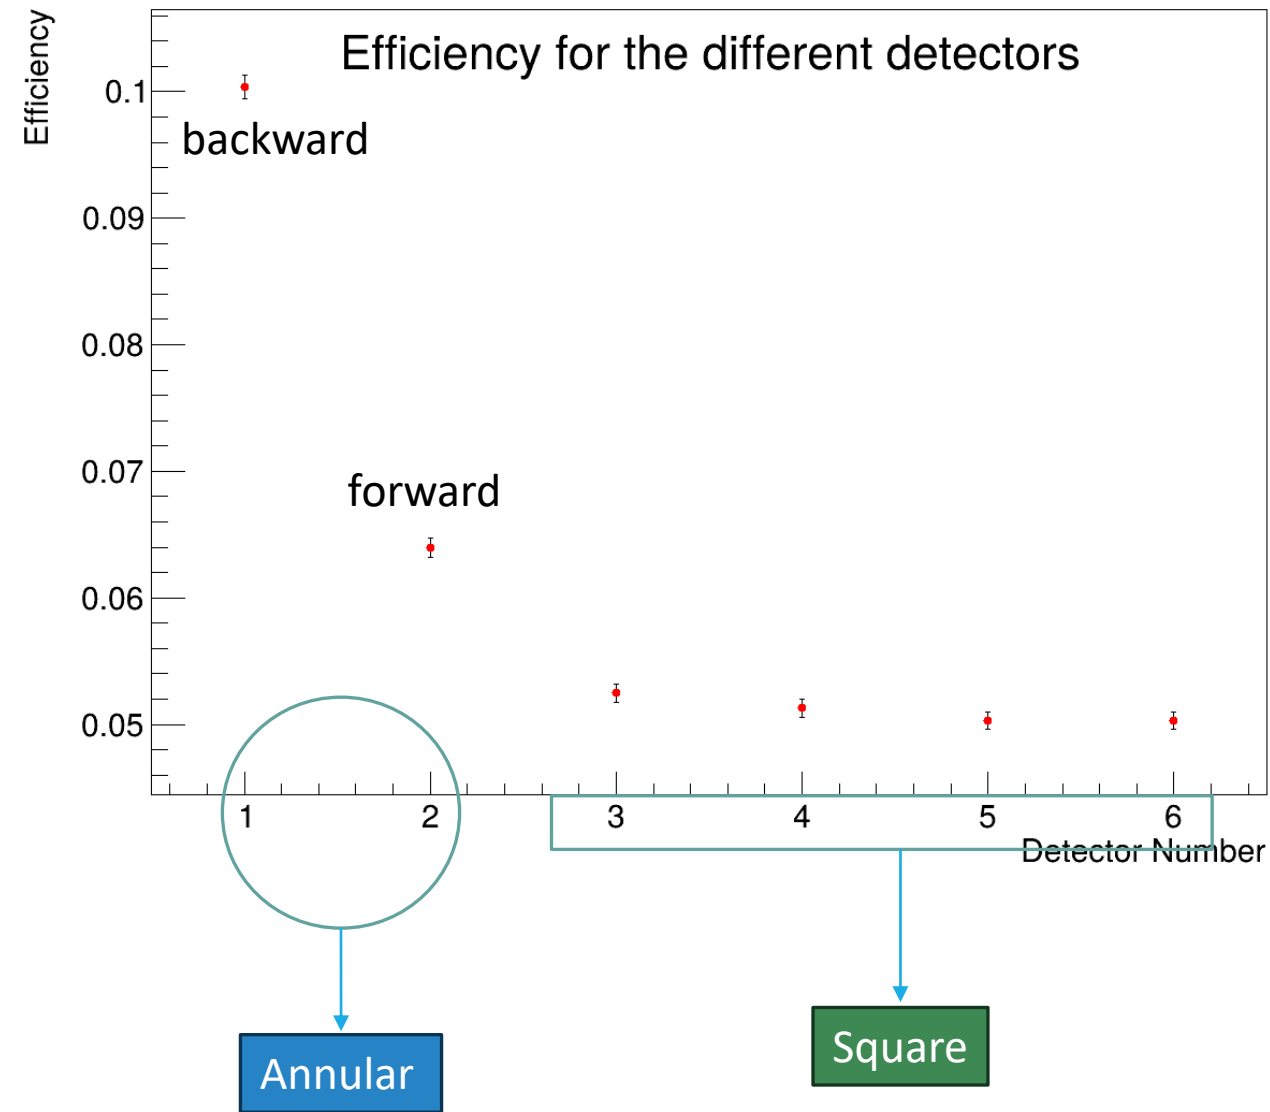 Efficiency for the different detectors
Efficiency
0.1
backward
0.09
0.08
0.07
forward
0.06
0.05
1 2 3 4 5 6
Detector Number
Annular
Square